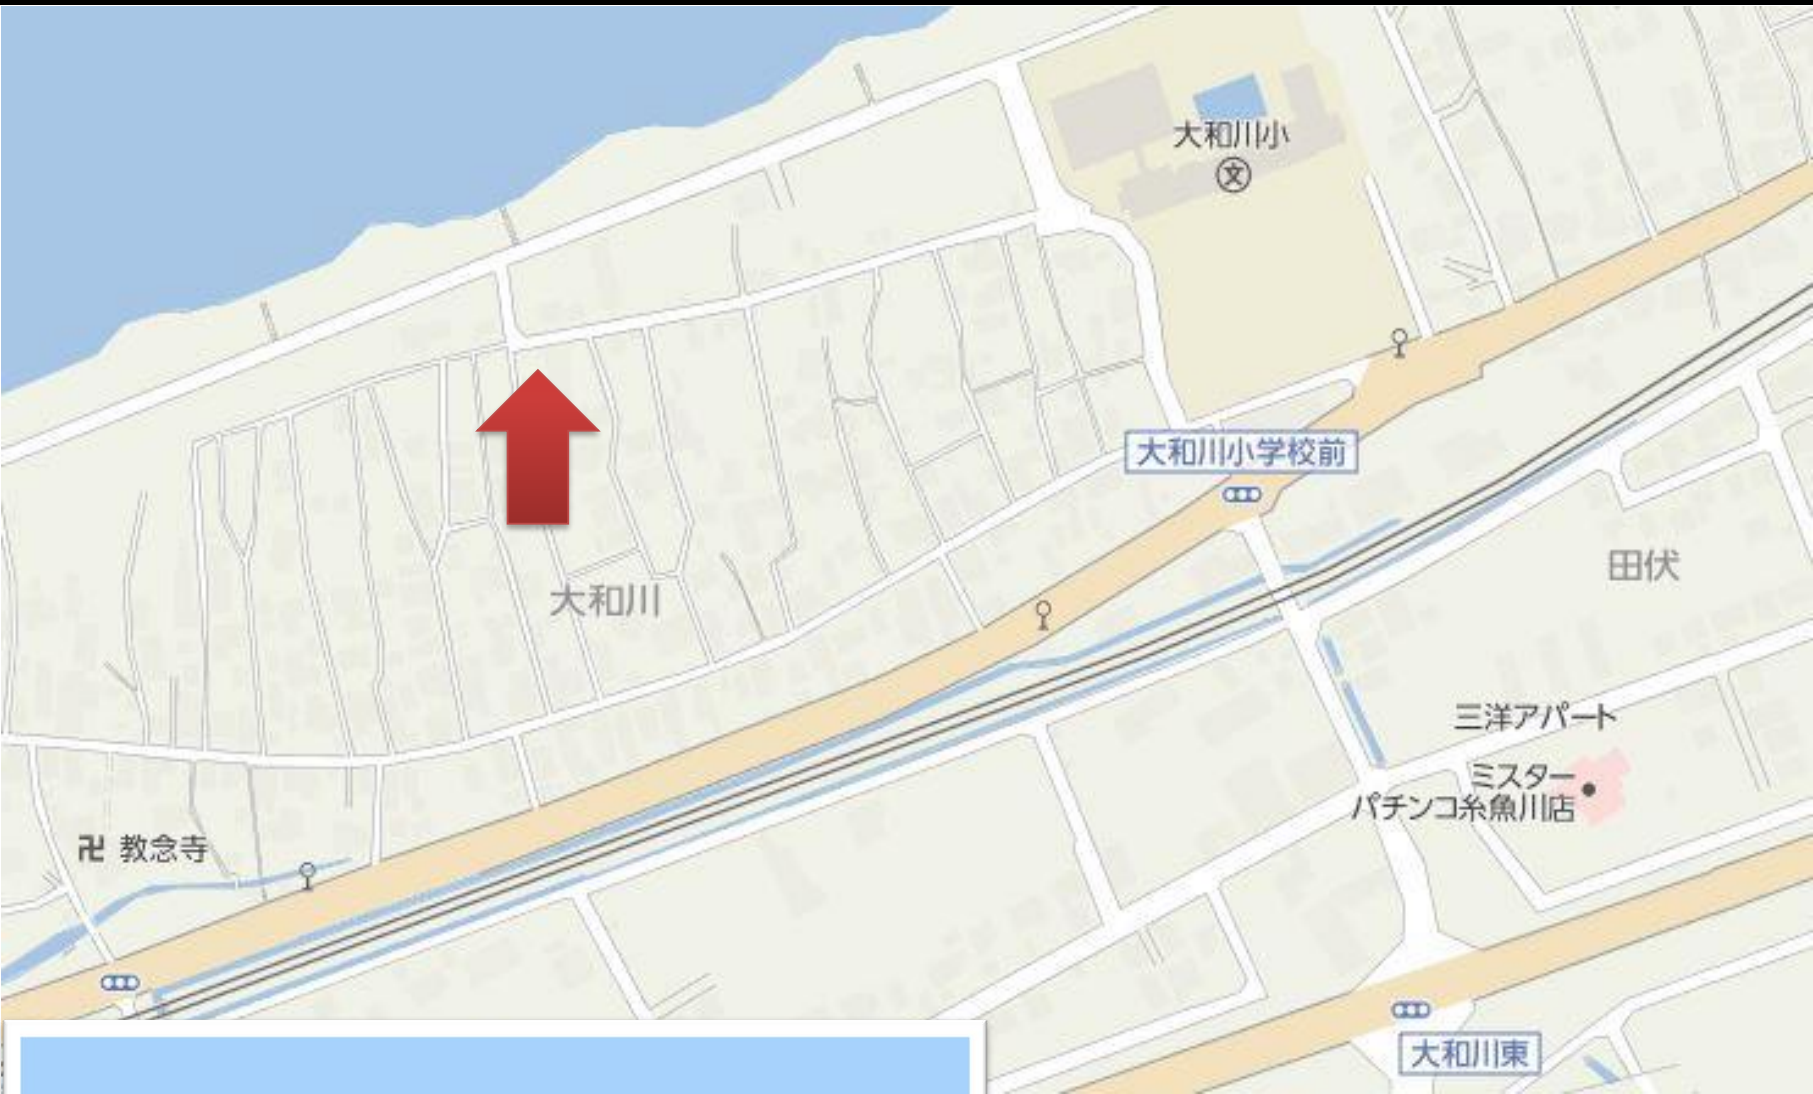 大和川小
文
大和川小学校前
田伏
大和川
三洋アパート
ミスター
パチンコ糸魚川店
卍 教念寺
大和川東